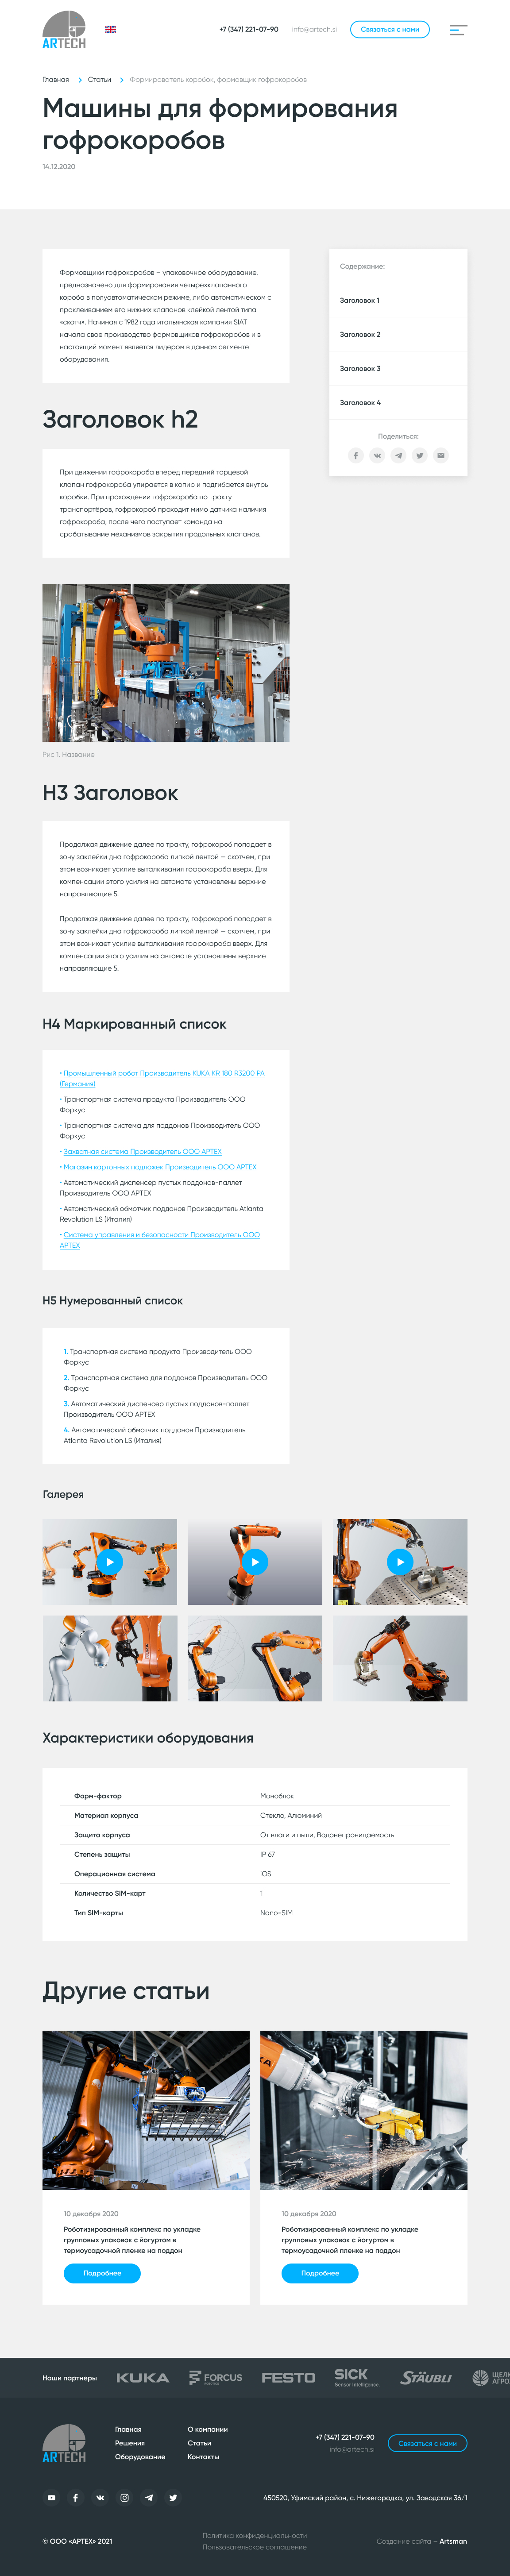 ARTECH
+7 (347) 221-07-90
info@artech.si
Связаться с нами
Главная
Статьи
Формирователь коробок, формовщик гофрокоробов
Машины для формирования
гофрокоробов
14.12.2020
Формовщики гофрокоробов – упаковочное оборудование,
предназначено для формирования четырехклапанного
короба в полуавтоматическом режиме, либо автоматическом с
проклеиванием его нижних клапанов клейкой лентой типа
«скотч». Начиная с 1982 года итальянская компания SIAT
начала свое производство формовщиков гофрокоробов и в
настоящий момент является лидером в данном сегменте
оборудования.
Содержание:
Заголовок 1
Заголовок 2
Заголовок 3
Заголовок 4
Поделиться:
Заголовок h2
При движении гофрокороба вперед передний торцевой
клапан гофрокороба упирается в копир и подгибается внутрь
коробки. При прохождении гофрокороба по тракту
транспортёров, гофрокороб проходит мимо датчика наличия
гофрокороба, после чего поступает команда на
срабатывание механизмов закрытия продольных клапанов.
Рис 1. Название
H3 Заголовок
Продолжая движение далее по тракту, гофрокороб попадает в
зону заклейки дна гофрокороба липкой лентой — скотчем, при
этом возникает усилие выталкивания гофрокороба вверх. Для
компенсации этого усилия на автомате установлены верхние
направляющие 5.
Продолжая движение далее по тракту, гофрокороб попадает в
зону заклейки дна гофрокороба липкой лентой — скотчем, при
этом возникает усилие выталкивания гофрокороба вверх. Для
компенсации этого усилия на автомате установлены верхние
направляющие 5.
H4 Маркированный список
• Промышленный робот Производитель KUKA KR 180 R3200 PA
(Германия)
• Транспортная система продукта Производитель ООО
Форкус
• Транспортная система для поддонов Производитель ООО
Форкус
• Захватная система Производитель ООО АРТЕХ
• Магазин картонных подложек Производитель ООО АРТЕХ
• Автоматический диспенсер пустых поддонов-паллет
Производитель ООО АРТЕХ
• Автоматический обмотчик поддонов Производитель Atlanta
Revolution LS (Италия)
• Система управления и безопасности Производитель ООО
АРТЕХ
H5 Нумерованный список
1. Транспортная система продукта Производитель ООО
Форкус
2. Транспортная система для поддонов Производитель ООО
Форкус
3. Автоматический диспенсер пустых поддонов-паллет
Производитель ООО АРТЕХ
4. Автоматический обмотчик поддонов Производитель
Atlanta Revolution LS (Италия)
Галерея
Характеристики оборудования
Форм-фактор Моноблок
Материал корпуса Стекло, Алюминий
Защита корпуса От влаги и пыли, Водонепроницаемость
Степень защиты IP 67
Операционная система iOS
Количество SIM-карт 1
Тип SIM-карты Nano-SIM
Другие статьи
10 декабря 2020
Роботизированный комплекс по укладке
групповых упаковок с йогуртом в
термоусадочной пленке на поддон
Подробнее
10 декабря 2020
Роботизированный комплекс по укладке
групповых упаковок с йогуртом в
термоусадочной пленке на поддон
Подробнее
Наши партнеры
KUKA
FORCUS
FESTO
SICK
Sensor Intelligence.
STÄUBLI
ARTECH
Главная
Решения
Оборудование
О компании
Статьи
Контакты
+7 (347) 221-07-90
info@artech.si
Связаться с нами
450520, Уфимский район, с. Нижегородка, ул. Заводская 36/1
© ООО «АРТЕХ» 2021
Политика конфиденциальности
Пользовательское соглашение
Создание сайта – Artsman